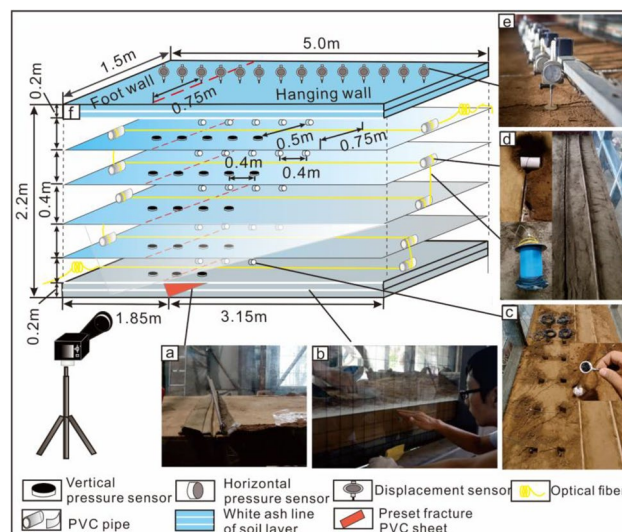 e
5.0m
1.5m
0.2m
Foot wall
Hanging wall
0.75m
f
0.5m
0.75m
d
0.4m
0.4m
2.2m
0.4m
0.2m
1.85m
3.15m
c
a
b
Vertical pressure sensor
Horizontal pressure sensor
Displacement sensor
Optical fiber
PVC pipe
White ash line of soil layer
Preset fracture PVC sheet